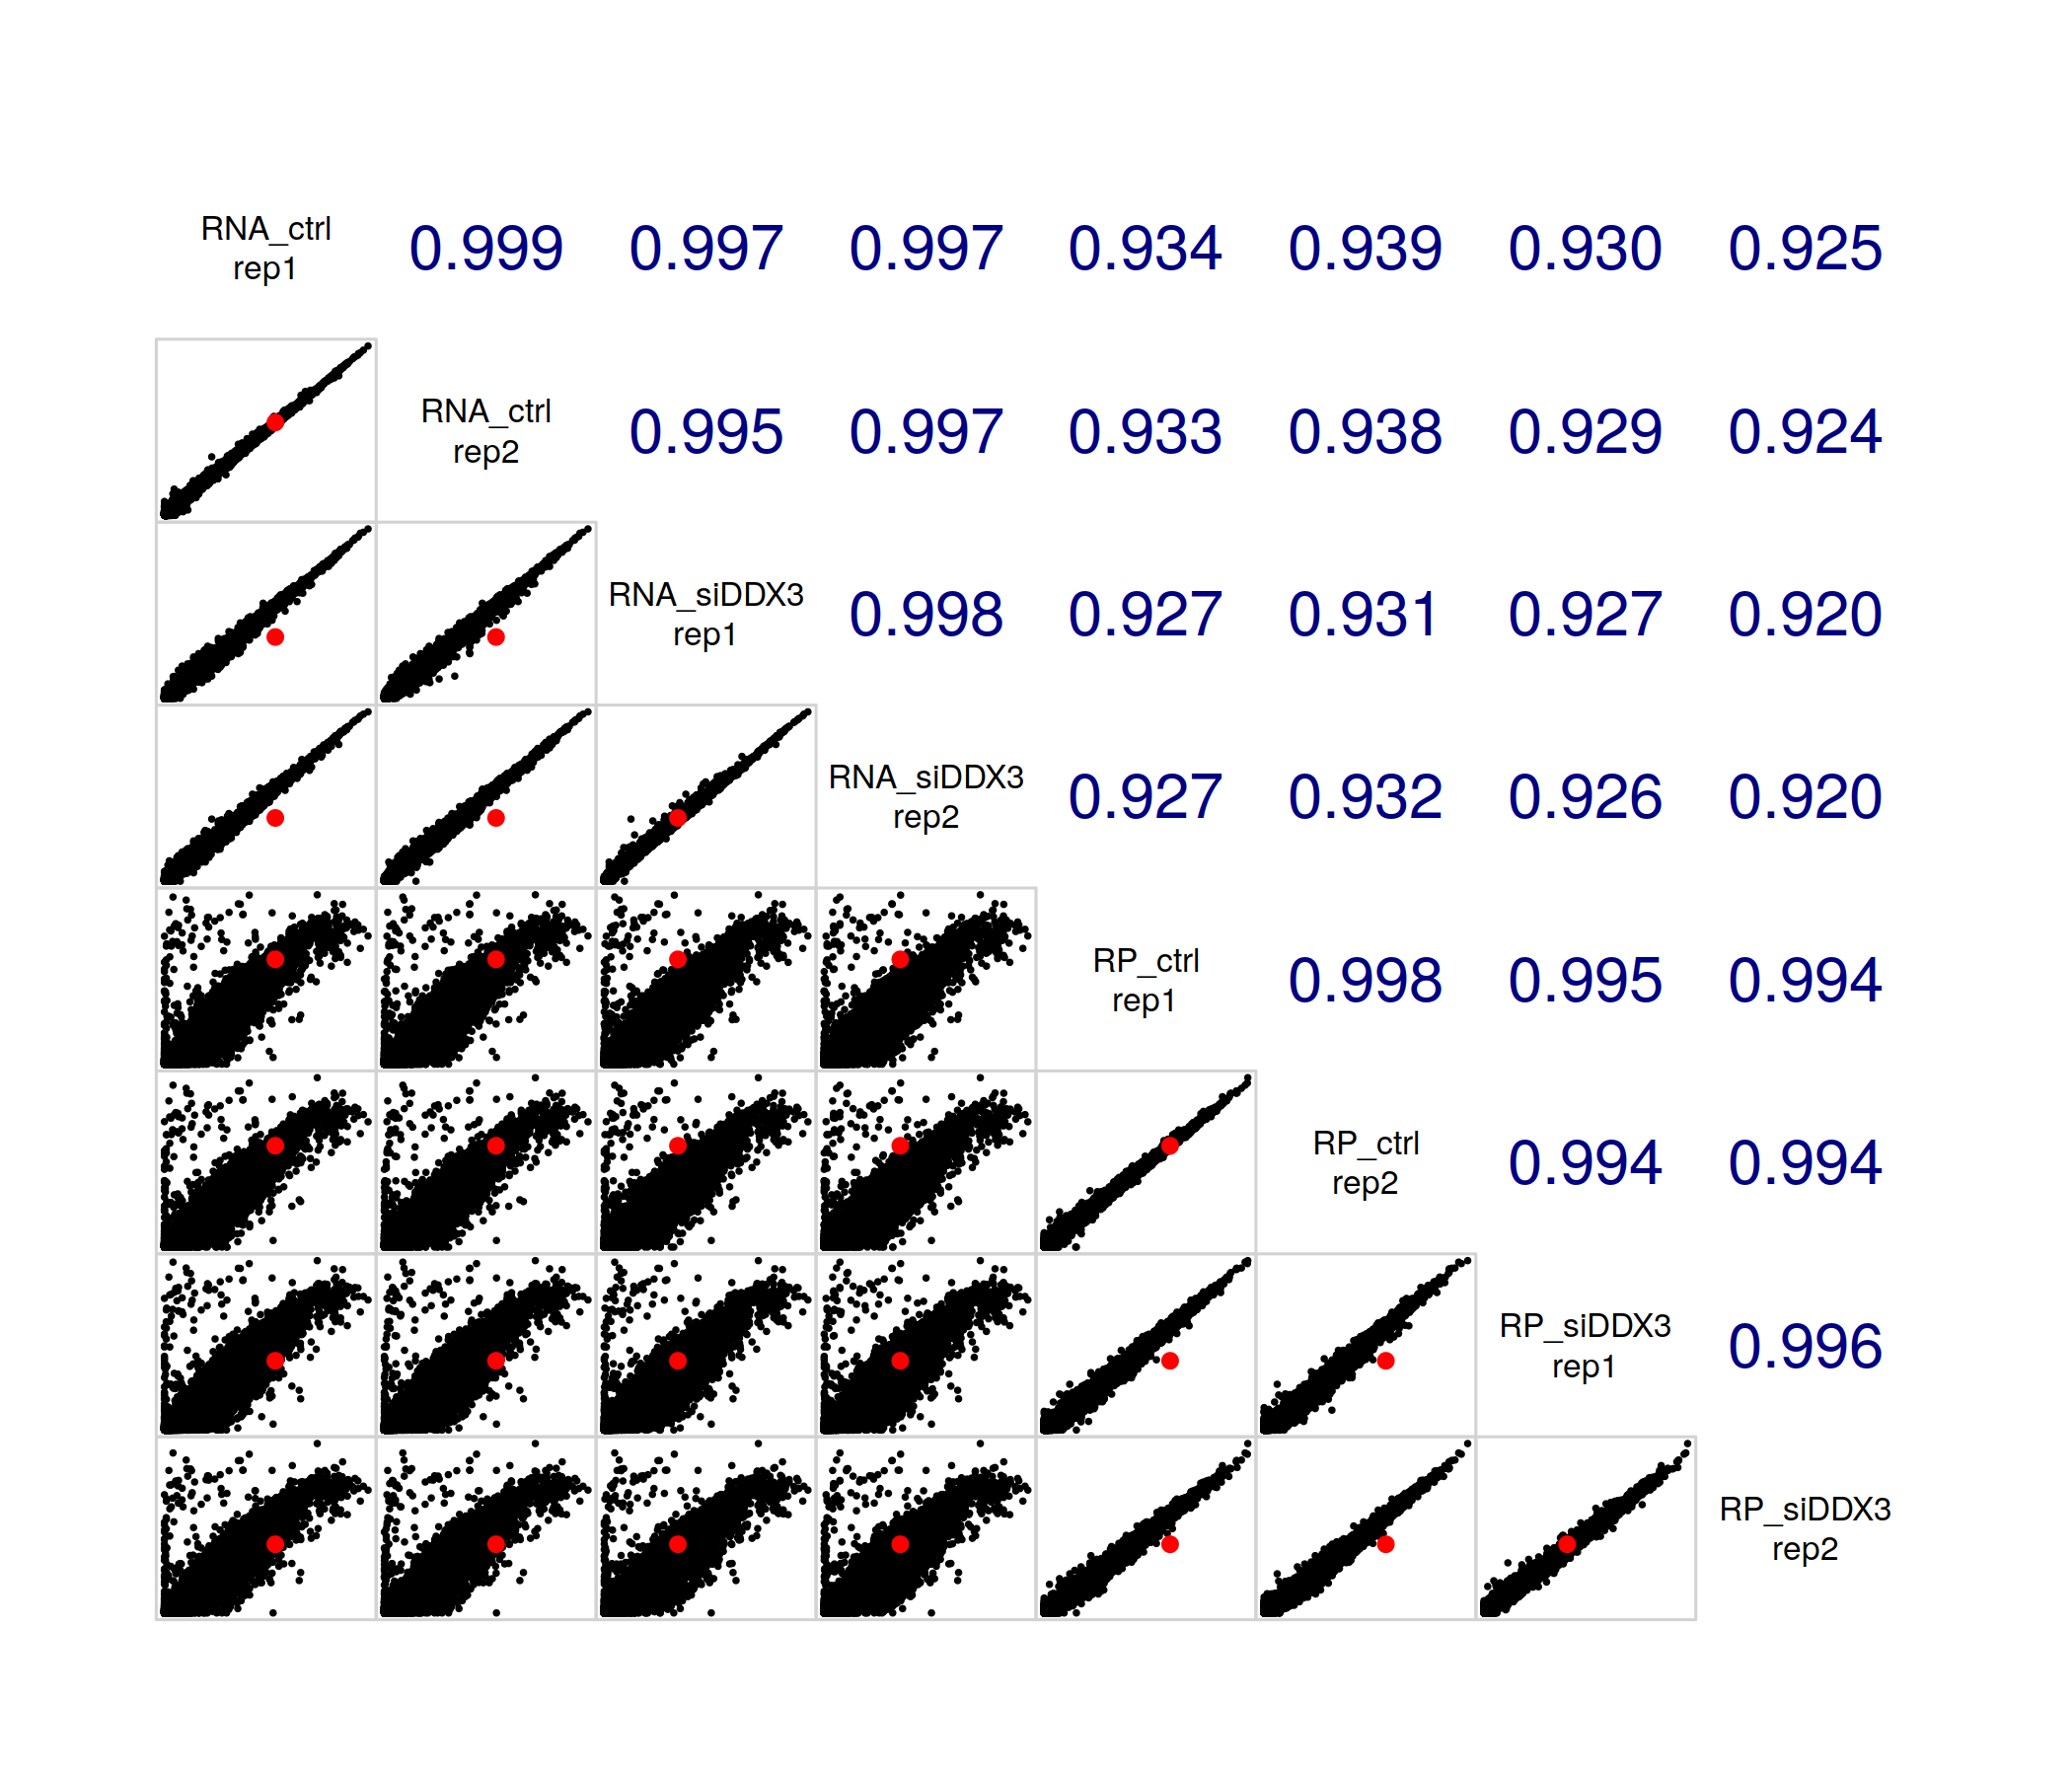 RNA_ctrl
rep1
0.999 0.997 0.997 0.934 0.939 0.930 0.925
RNA_ctrl
rep2
0.995 0.997 0.933 0.938 0.929 0.924
RNA_siDDX3
rep1
0.998 0.927 0.931 0.927 0.920
RNA_siDDX3
rep2
0.927 0.932 0.926 0.920
RP_ctrl
rep1
0.998 0.995 0.994
RP_ctrl
rep2
0.994 0.994
RP_siDDX3
rep1
0.996
RP_siDDX3
rep2